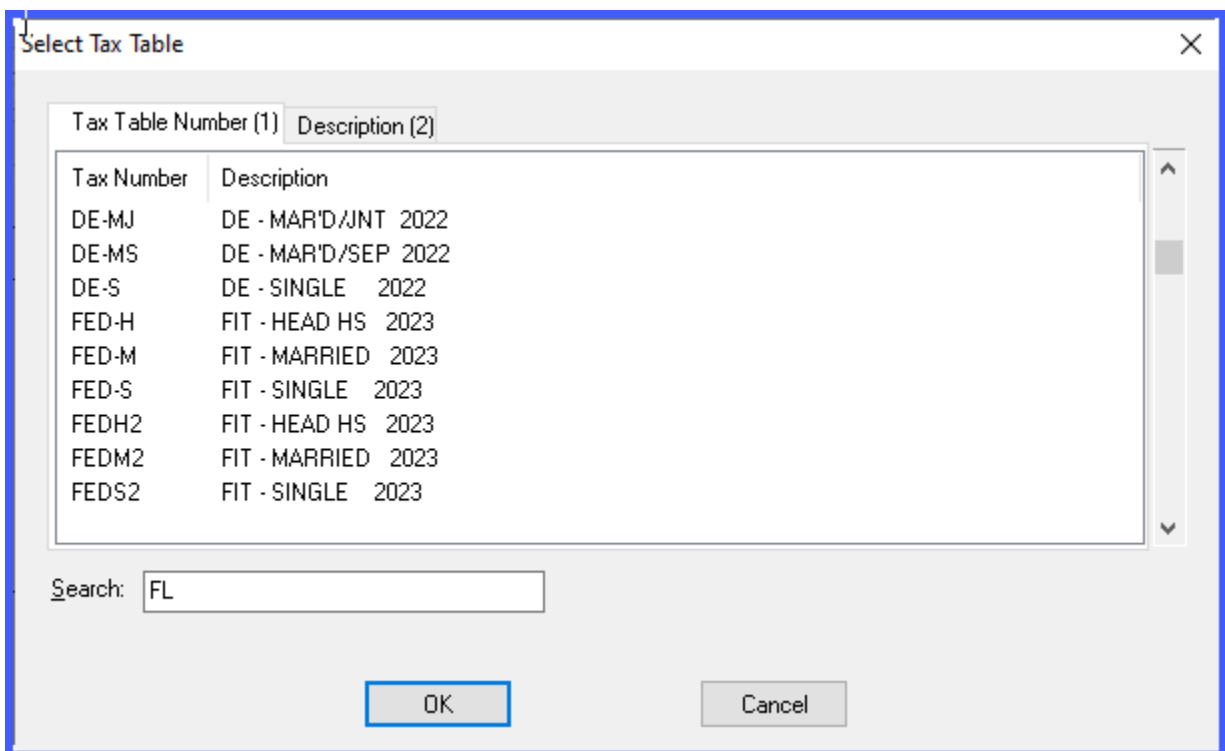 Select Tax Table
Tax Table Number (1) Description (2)
Tax Number Description
DE-MJ DE - MAR'D/JNT 2022
DE-MS DE - MAR'D/SEP 2022
DE-S DE - SINGLE 2022
FED-H FIT - HEAD HS 2023
FED-M FIT - MARRIED 2023
FED-S FIT - SINGLE 2023
FEDH2 FIT - HEAD HS 2023
FEDM2 FIT - MARRIED 2023
FEDS2 FIT - SINGLE 2023
Search: FL
OK Cancel